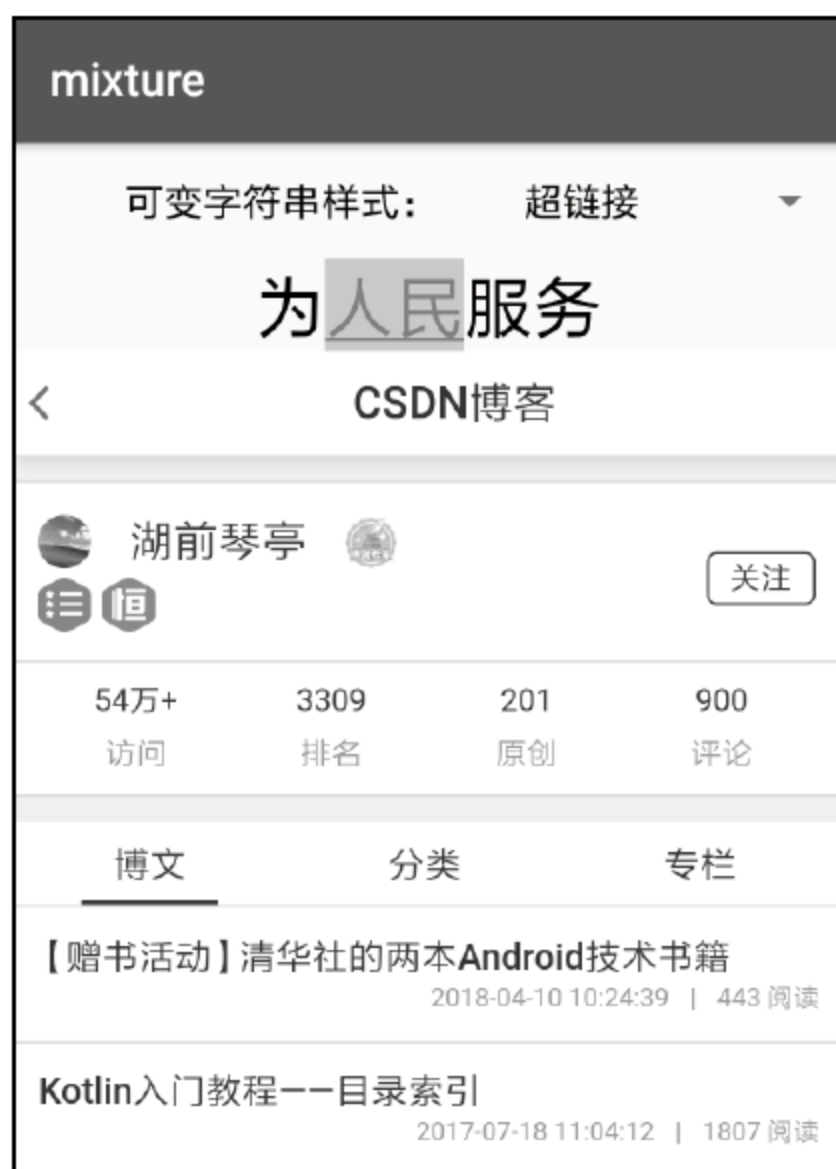 mixture
可变字符串样式： 超链接
为人民服务
CSDN博客
湖前琴亭
恒
关注
54万+ 3309 201 900
访问 排名 原创 评论
博文 分类 专栏
【赠书活动】清华社的两本Android技术书籍
2018-04-10 10:24:39 | 443 阅读
Kotlin入门教程——目录索引
2017-07-18 11:04:12 | 1807 阅读